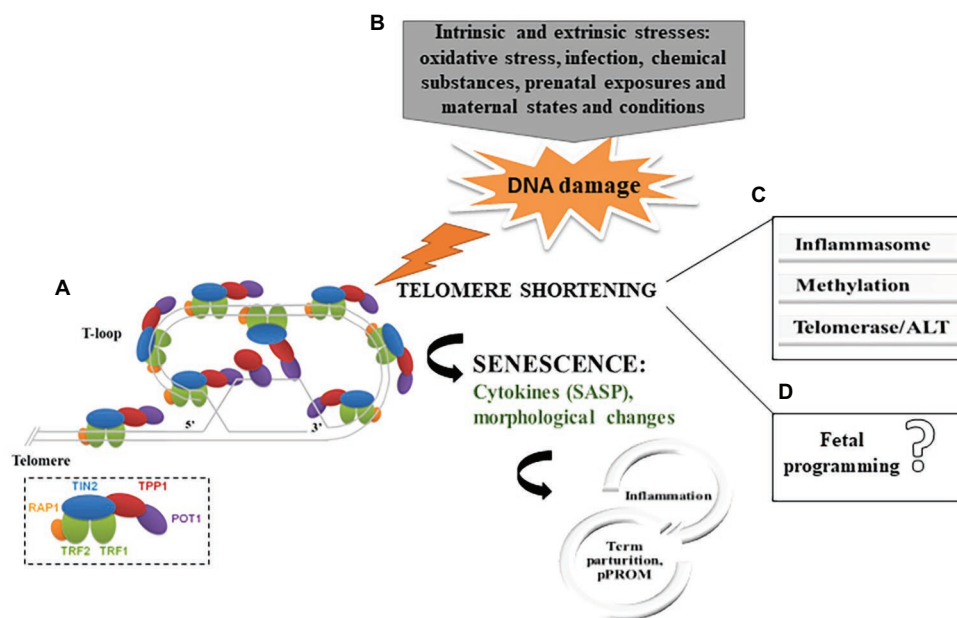 B
Intrinsic and extrinsic stresses:
oxidative stress, infection, chemical
substances, prenatal exposures and
maternal states and conditions
DNA damage
C
Inflammasome
Methylation
Telomerase/ALT
A
T-loop
TELOMERE SHORTENING
SENESCENCE:
Cytokines (SASP),
morphological changes
5'
3'
Telomere
TIN2
TPP1
RAP1
POT1
TRF2
TRF1
Inflammation
Term
parturition,
pPROM
D
Fetal
programming ?